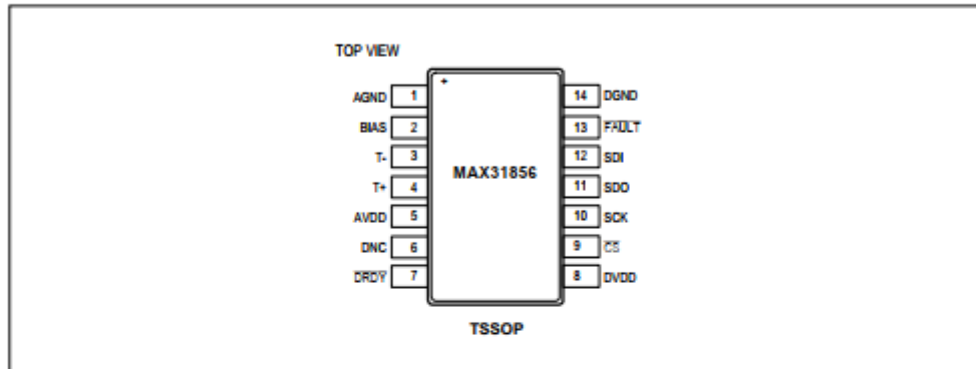 TOP VIEW
+
AGND 1
BIAS 2
T- 3
T+ 4
AVDD 5
DNC 6
DRDY 7
MAX31856
14 DGND
13 FAULT
12 SDI
11 SDO
10 SCK
9 CS
8 DVDD
TSSOP